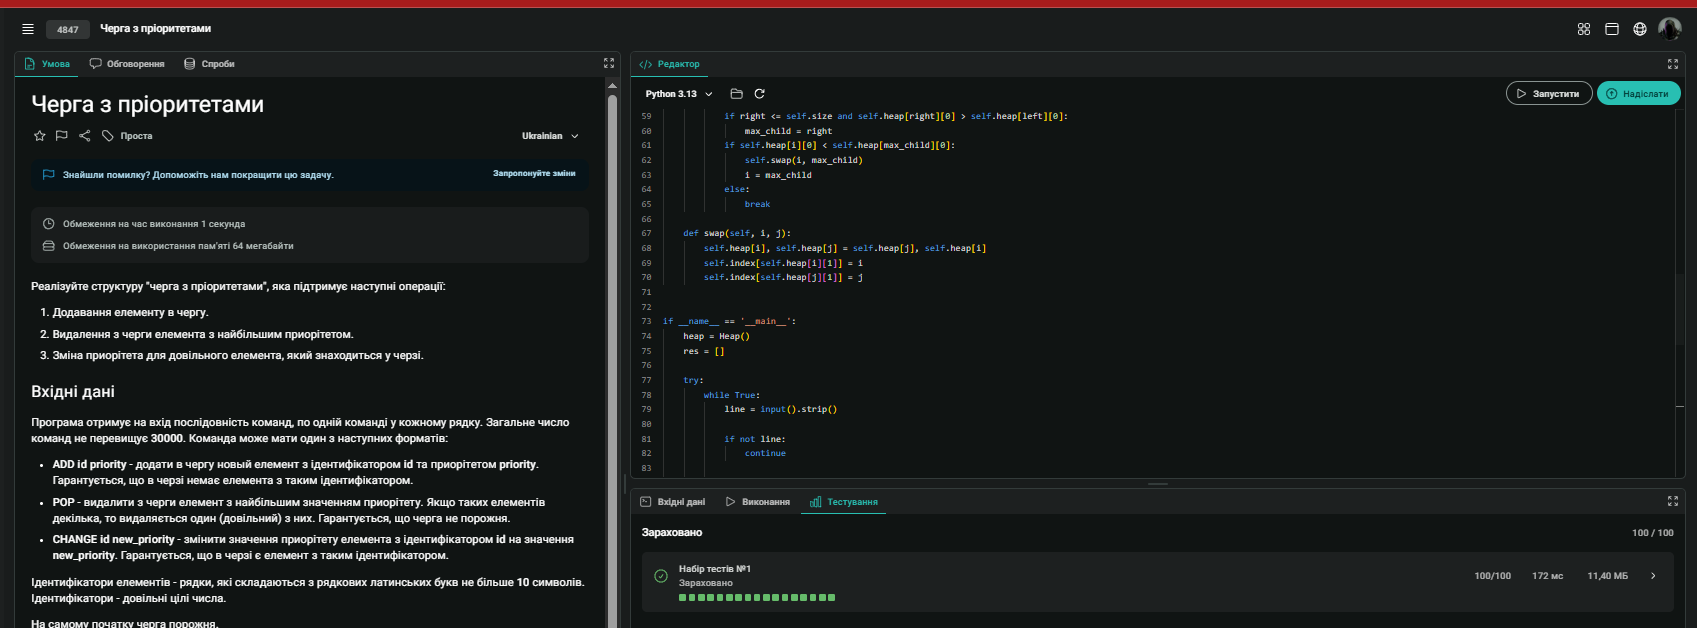 4847
Черга з пріоритетами
Умова
Обговорення
Спроби
Черга з пріоритетами
Проста
Ukrainian
Знайшли помилку? Допоможіть нам покращити цю задачу.
Запропонуйте зміни
Обмеження на час виконання 1 секунда
Обмеження на використання пам'яті 64 мегабайти
Реалізуйте структуру "черга з пріоритетами", яка підтримує наступні операції:
1. Додавання елементу в чергу.
2. Видалення з черги елемента з найбільшим приорітетом.
3. Зміна приорітета для довільного елемента, який знаходиться у черзі.
Вхідні дані
Програма отримує на вхід послідовність команд, по одній команді у кожному рядку. Загальне число
команд не перевищує 30000. Команда може мати один з наступних форматів:
• ADD id priority - додати в чергу новый елемент з ідентифікатором id та приорітетом priority.
Гарантується, що в черзі немає елемента з таким ідентифікатором.
• POP - видалити з черги елемент з найбільшим значенням приорітету. Якщо таких елементів
декілька, то видаляється один (довільний) з них. Гарантується, що черга не порожня.
• CHANGE id new_priority - змінити значення приорітету елемента з ідентифікатором id на значення
new_priority. Гарантується, що в черзі є елемент з таким ідентифікатором.
Ідентифікатори елементів - рядки, які складаються з рядкових латинських букв не більше 10 символів.
Ідентифікатори - довільні цілі числа.
На самому початку черга порожня.
Редактор
Python 3.13
Запустити
Надіслати
59 if right <= self.size and self.heap[right][0] > self.heap[left][0]:
60 max_child = right
61 if self.heap[i][0] < self.heap[max_child][0]:
62 self.swap(i, max_child)
63 i = max_child
64 else:
65 break
66
67 def swap(self, i, j):
68 self.heap[i], self.heap[j] = self.heap[j], self.heap[i]
69 self.index[self.heap[i][1]] = i
70 self.index[self.heap[j][1]] = j
71
72
73 if __name__ == '__main__':
74 heap = Heap()
75 res = []
76
77 try:
78 while True:
79 line = input().strip()
80
81 if not line:
82 continue
83
Вхідні дані
Виконання
Тестування
Зараховано
100 / 100
Набір тестів №1
Зараховано
100/100
172 мс
11,40 МБ